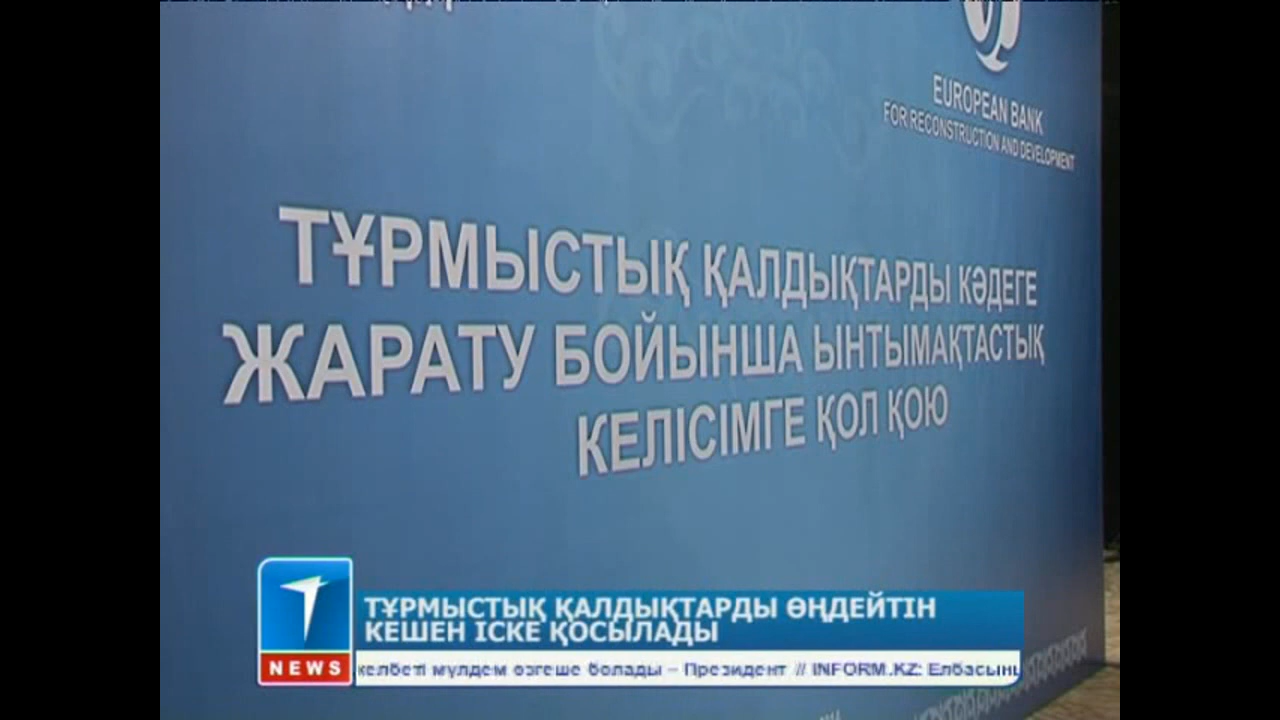 EUROPEAN BANK
FOR RECONSTRUCTION AND DEVELOPMENT
ТҰРМЫСТЫҚ ҚАЛДЫҚТАРДЫ КӘДЕГЕ
ЖАРАТУ БОЙЫНША ЫНТЫМАҚТАСТЫҚ
КЕЛІСІМГЕ ҚОЛ ҚОЮ
ТҰРМЫСТЫҚ ҚАЛДЫҚТАРДЫ ӨҢДЕЙТІН
КЕШЕН ІСКЕ ҚОСЫЛАДЫ
NEWS
келбеті мүлдем өзгеше болады – Президент // INFORM.KZ: Елбасының